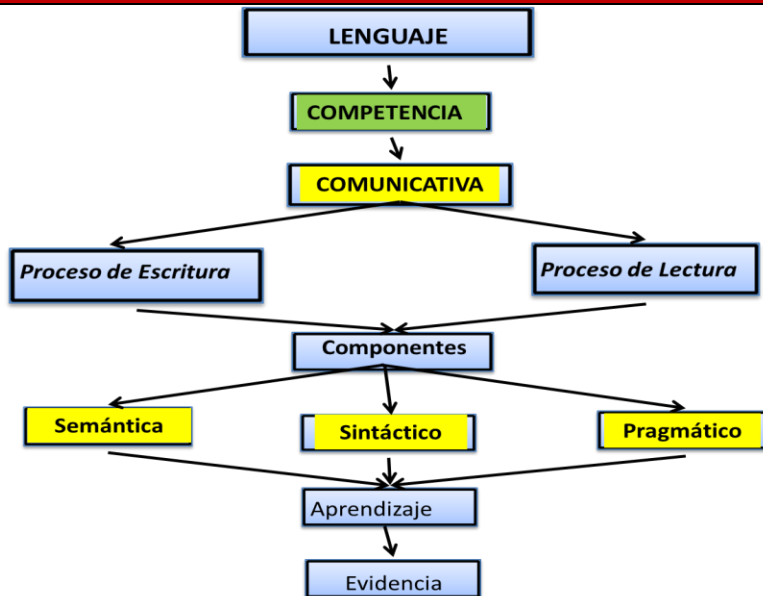 LENGUAJE
COMPETENCIA
COMUNICATIVA
Proceso de Escritura
Proceso de Lectura
Componentes
Semántica
Sintáctico
Pragmático
Aprendizaje
Evidencia